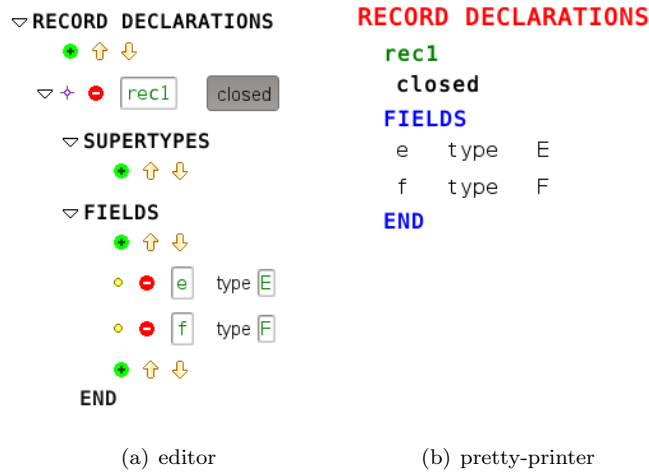 RECORD DECLARATIONS
rec1 closed
SUPERTYPES
FIELDS
e type E
f type F
END
(a) editor
RECORD DECLARATIONS
rec1
closed
FIELDS
e type E
f type F
END
(b) pretty-printer